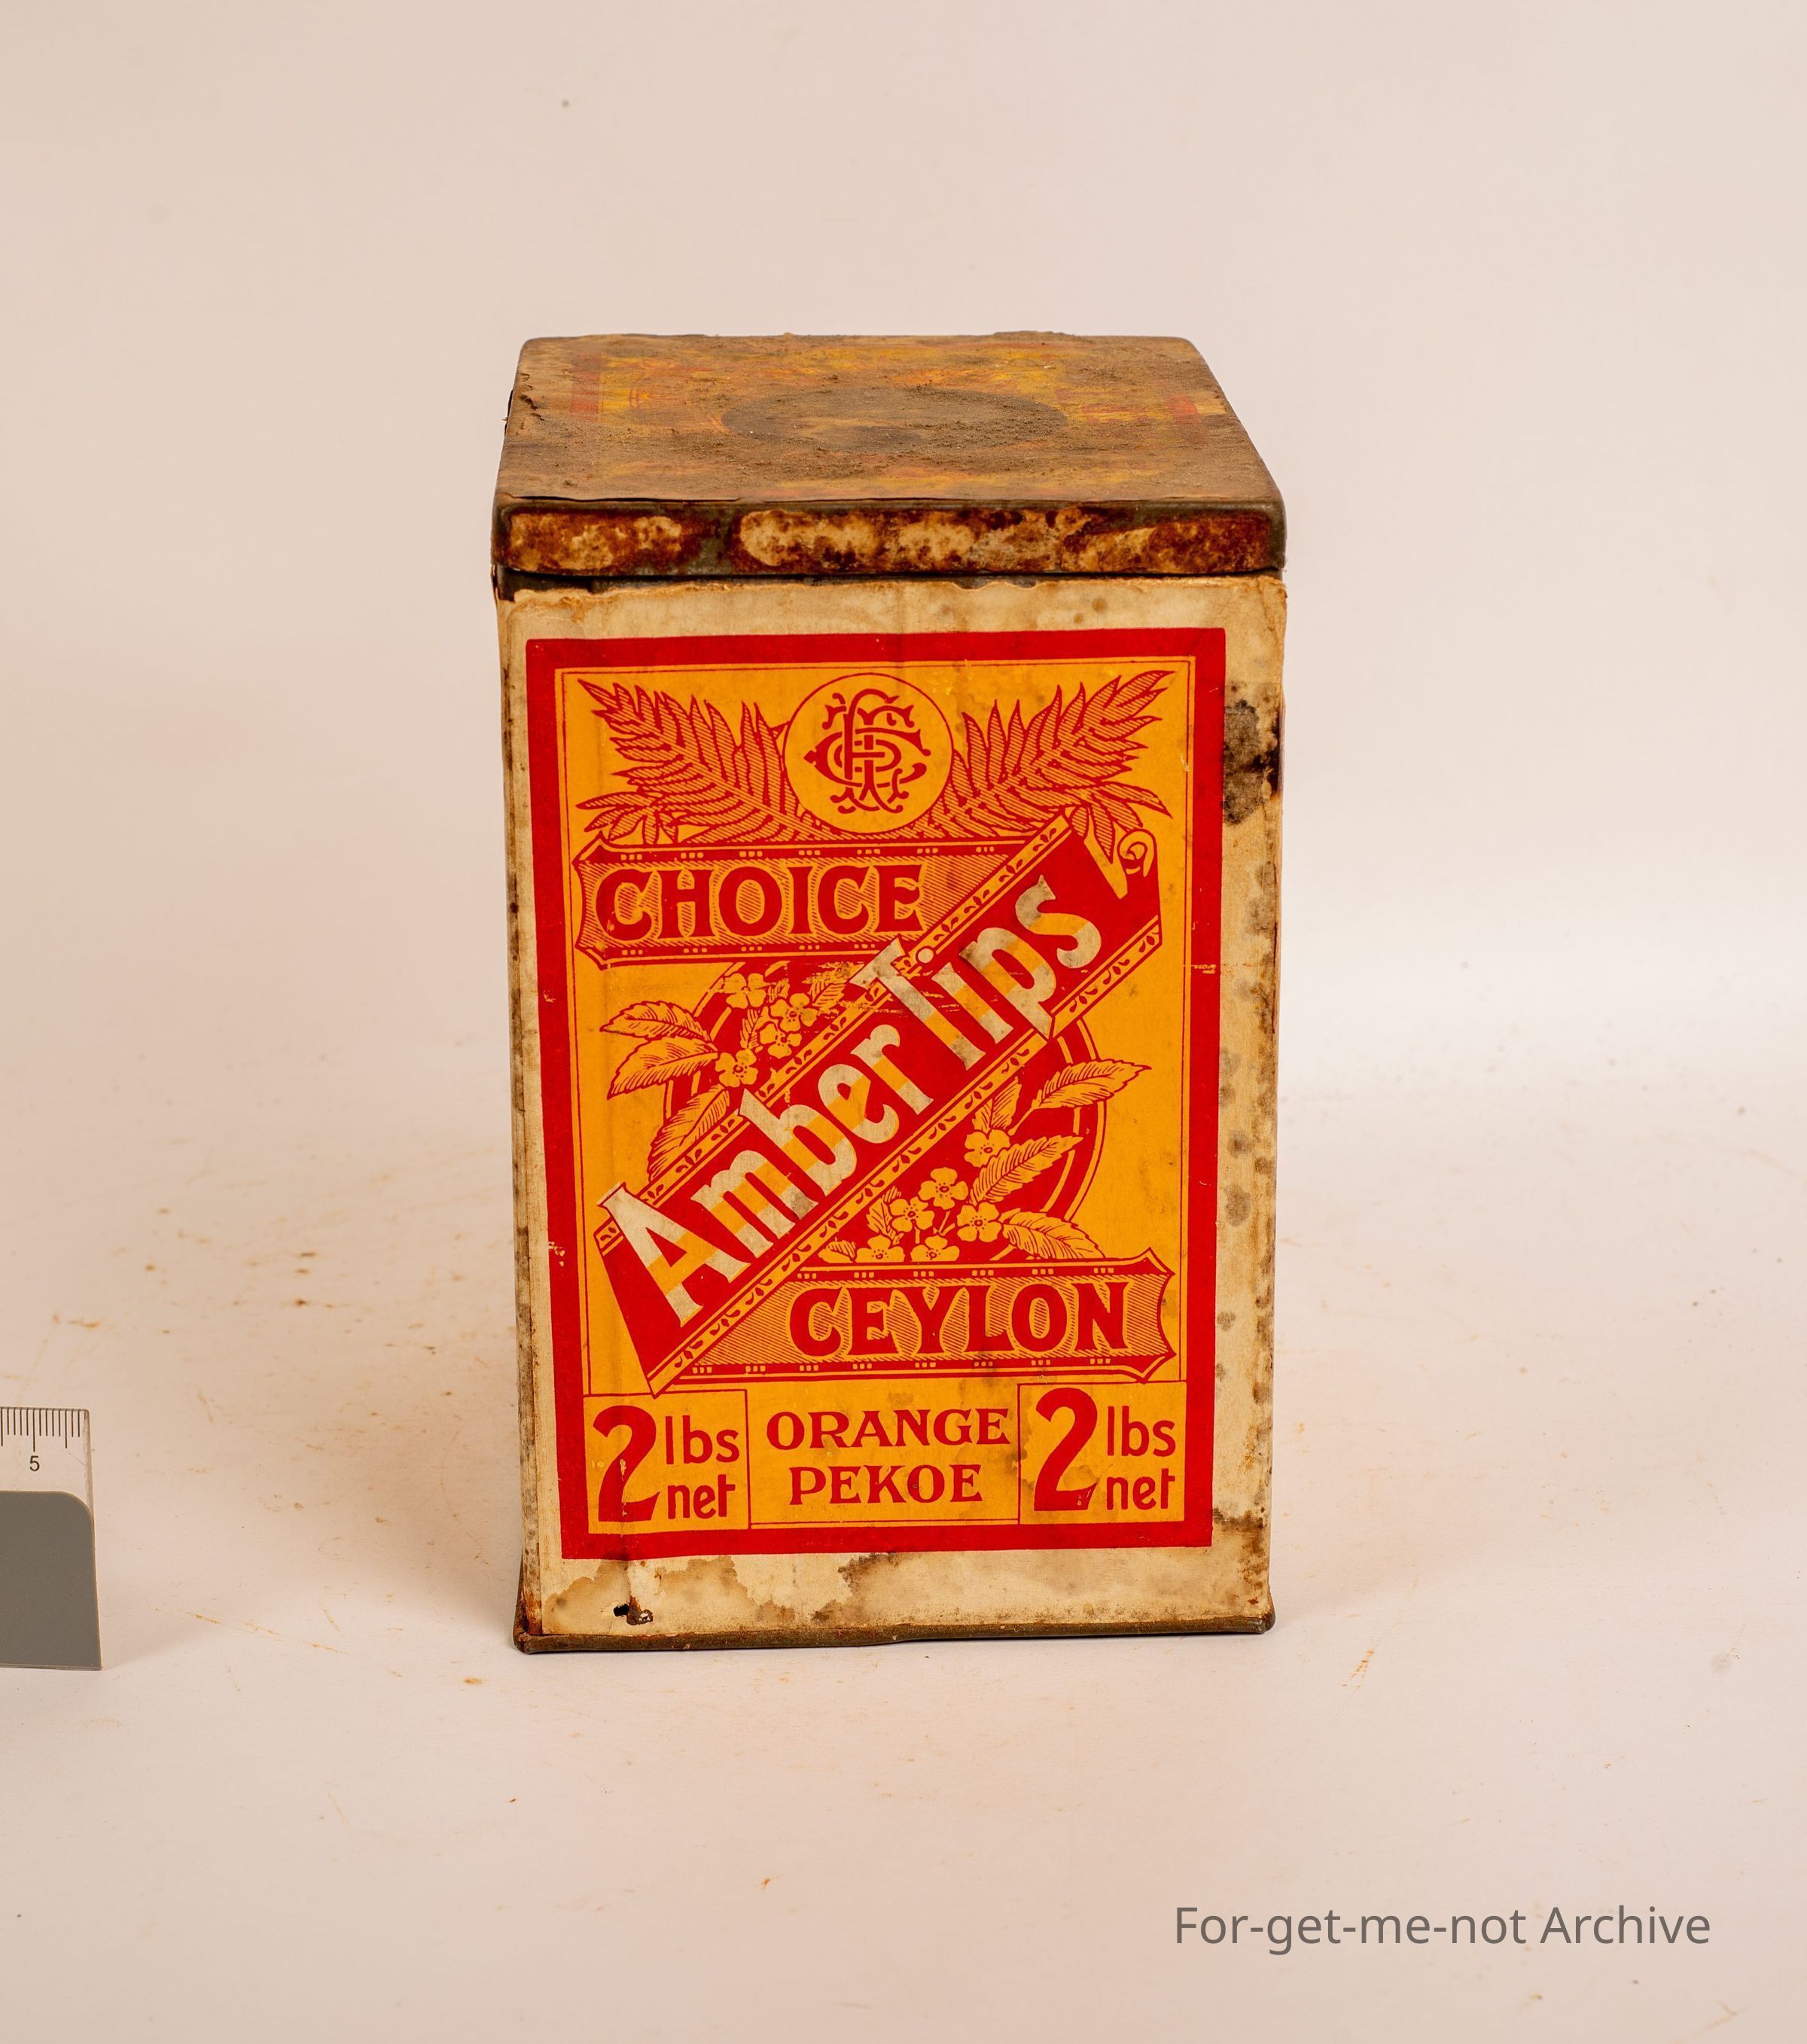 CHOICE
Amber Tips
CEYLON
2 lbs net
ORANGE PEKOE
2 lbs net
5
For-get-me-not Archive